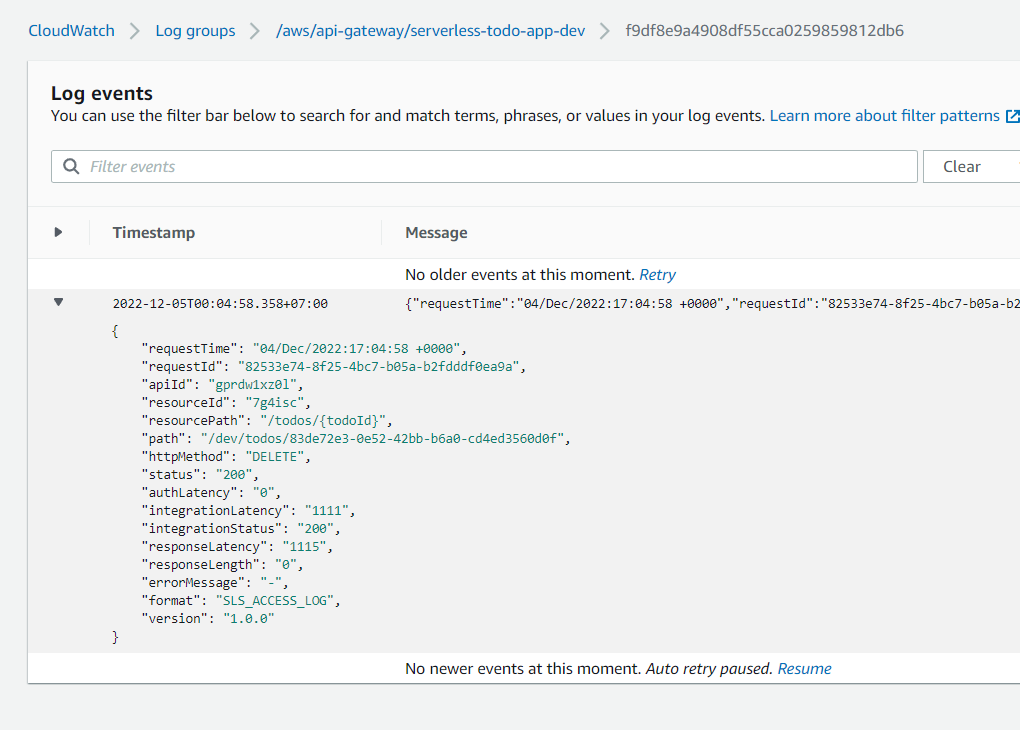 CloudWatch > Log groups > /aws/api-gateway/serverless-todo-app-dev > f9df8e9a4908df55cca0259859812db6
Log events
You can use the filter bar below to search for and match terms, phrases, or values in your log events. Learn more about filter patterns
Filter events
Clear
Timestamp Message
No older events at this moment. Retry
2022-12-05T00:04:58.358+07:00 {"requestTime":"04/Dec/2022:17:04:58 +0000","requestId":"82533e74-8f25-4bc7-b05a-b2
{
"requestTime": "04/Dec/2022:17:04:58 +0000",
"requestId": "82533e74-8f25-4bc7-b05a-b2fdddf0ea9a",
"apiId": "gprdw1xz0l",
"resourceId": "7g4isc",
"resourcePath": "/todos/{todoId}",
"path": "/dev/todos/83de72e3-0e52-42bb-b6a0-cd4ed3560d0f",
"httpMethod": "DELETE",
"status": "200",
"authLatency": "0",
"integrationLatency": "1111",
"integrationStatus": "200",
"responseLatency": "1115",
"responseLength": "0",
"errorMessage": "-",
"format": "SLS_ACCESS_LOG",
"version": "1.0.0"
}
No newer events at this moment. Auto retry paused. Resume